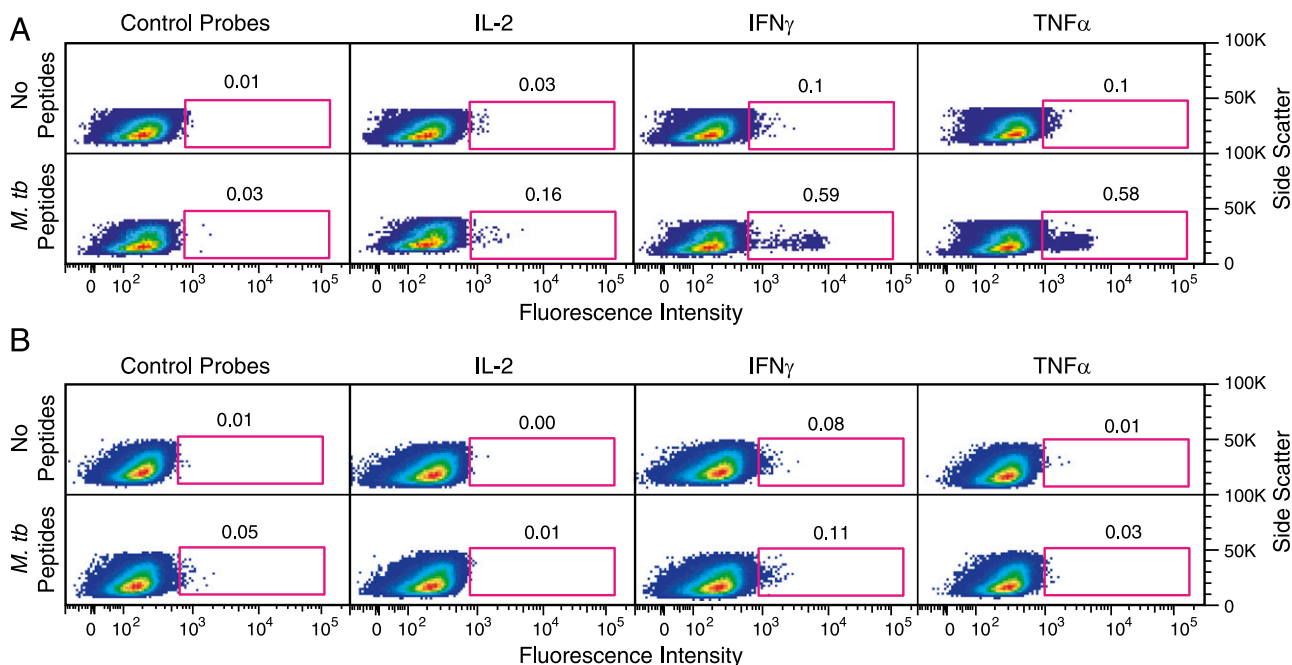 A
Control Probes IL-2 IFNγ TNFα
No Peptides
0.01 0.03 0.1 0.1
100K
50K
0
M. tb Peptides
0.03 0.16 0.59 0.58
100K
50K
0
Side Scatter
0 10² 10³ 10⁴ 10⁵ 0 10² 10³ 10⁴ 10⁵ 0 10² 10³ 10⁴ 10⁵ 0 10² 10³ 10⁴ 10⁵
Fluorescence Intensity
B
Control Probes IL-2 IFNγ TNFα
No Peptides
0.01 0.00 0.08 0.01
100K
50K
0
M. tb Peptides
0.05 0.01 0.11 0.03
100K
50K
0
Side Scatter
0 10² 10³ 10⁴ 10⁵ 0 10² 10³ 10⁴ 10⁵ 0 10² 10³ 10⁴ 10⁵ 0 10² 10³ 10⁴ 10⁵
Fluorescence Intensity